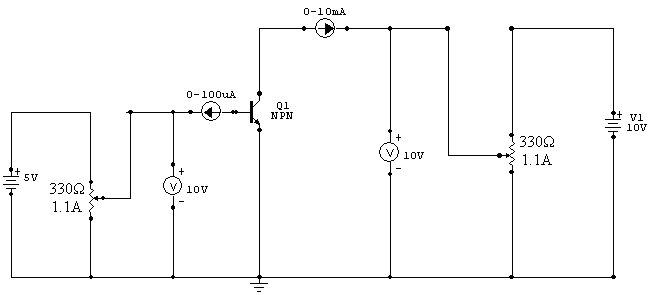 0-10mA
0-100uA
Q1
NPN
+
V1
10V
+
5V
330Ω
1.1A
+
V
10V
-
+
V
10V
-
330Ω
1.1A